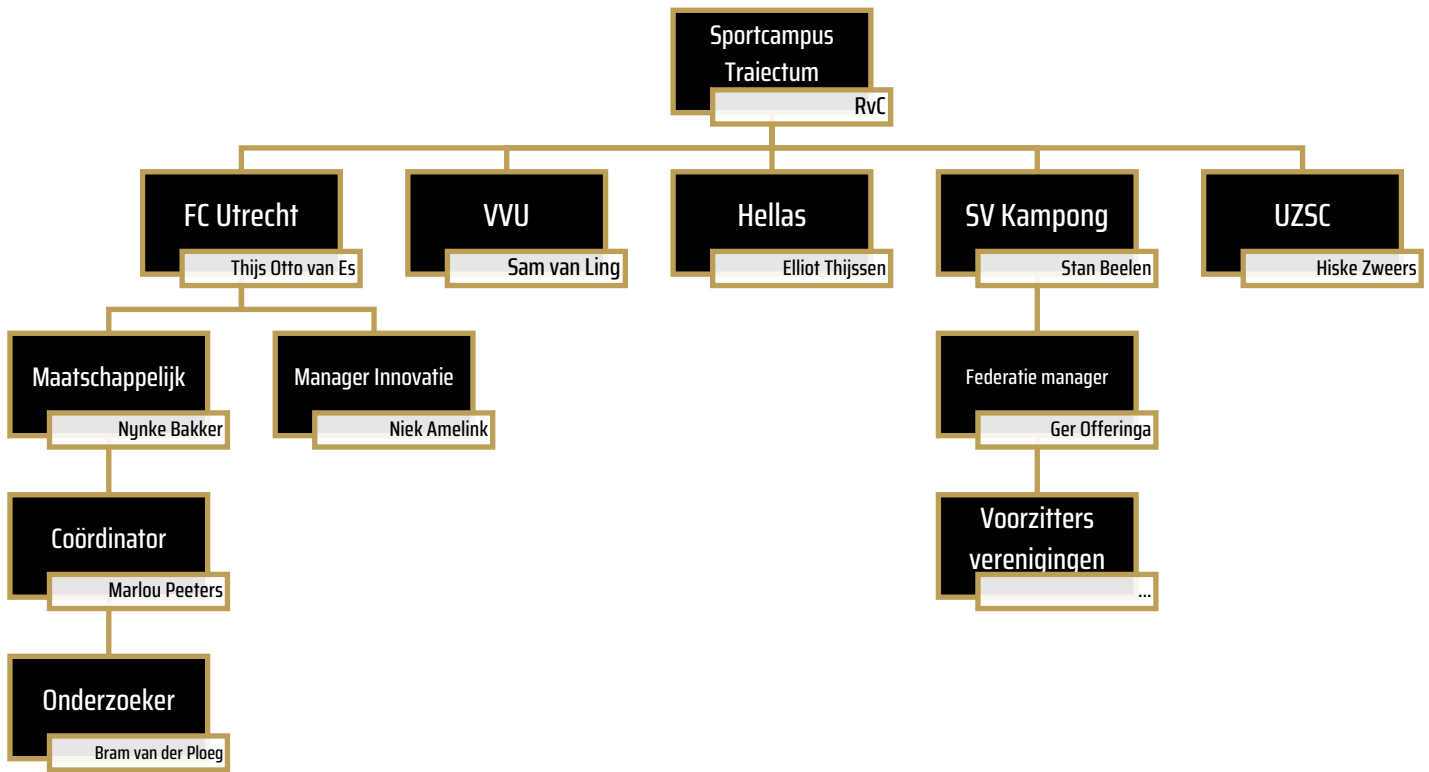 Sportcampus
Traiectum
RvC
FC Utrecht
Thijs Otto van Es
VVU
Sam van Ling
Hellas
Elliot Thijssen
SV Kampong
Stan Beelen
UZSC
Hiske Zweers
Maatschappelijk
Nynke Bakker
Manager Innovatie
Niek Amelink
Federatie manager
Ger Offeringa
Coördinator
Marlou Peeters
Voorzitters
verenigingen
...
Onderzoeker
Bram van der Ploeg